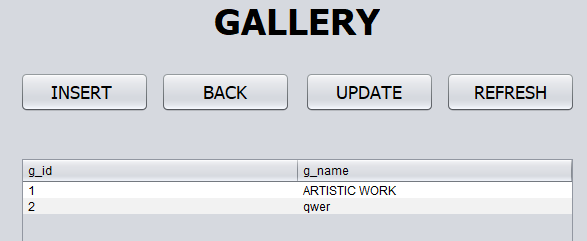 GALLERY
INSERT BACK UPDATE REFRESH
g_id g_name
1 ARTISTIC WORK
2 qwer